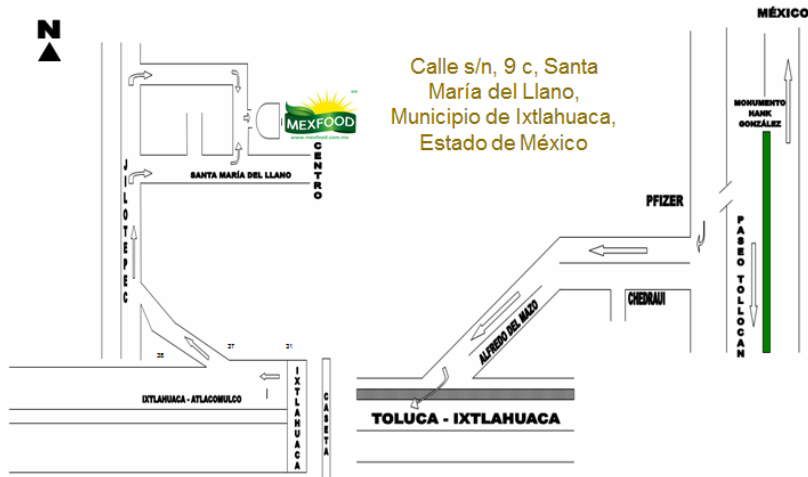 MÉXICO
N
Calle s/n, 9 c, Santa
María del Llano,
Municipio de Ixtlahuaca,
Estado de México
MONUMENTO
HANK
GONZÁLEZ
MEXFOOD
www.mexfood.com.mx
CENTRO
JILOTEPEC
SANTA MARÍA DEL LLANO
PFIZER
PASEO TOLLOCAN
CHEDRAUI
ALFREDO DEL MAZO
38
37
31
IXTLAHUACA - ATLACOMULCO
IXTLAHUACA
CASETA
TOLUCA - IXTLAHUACA